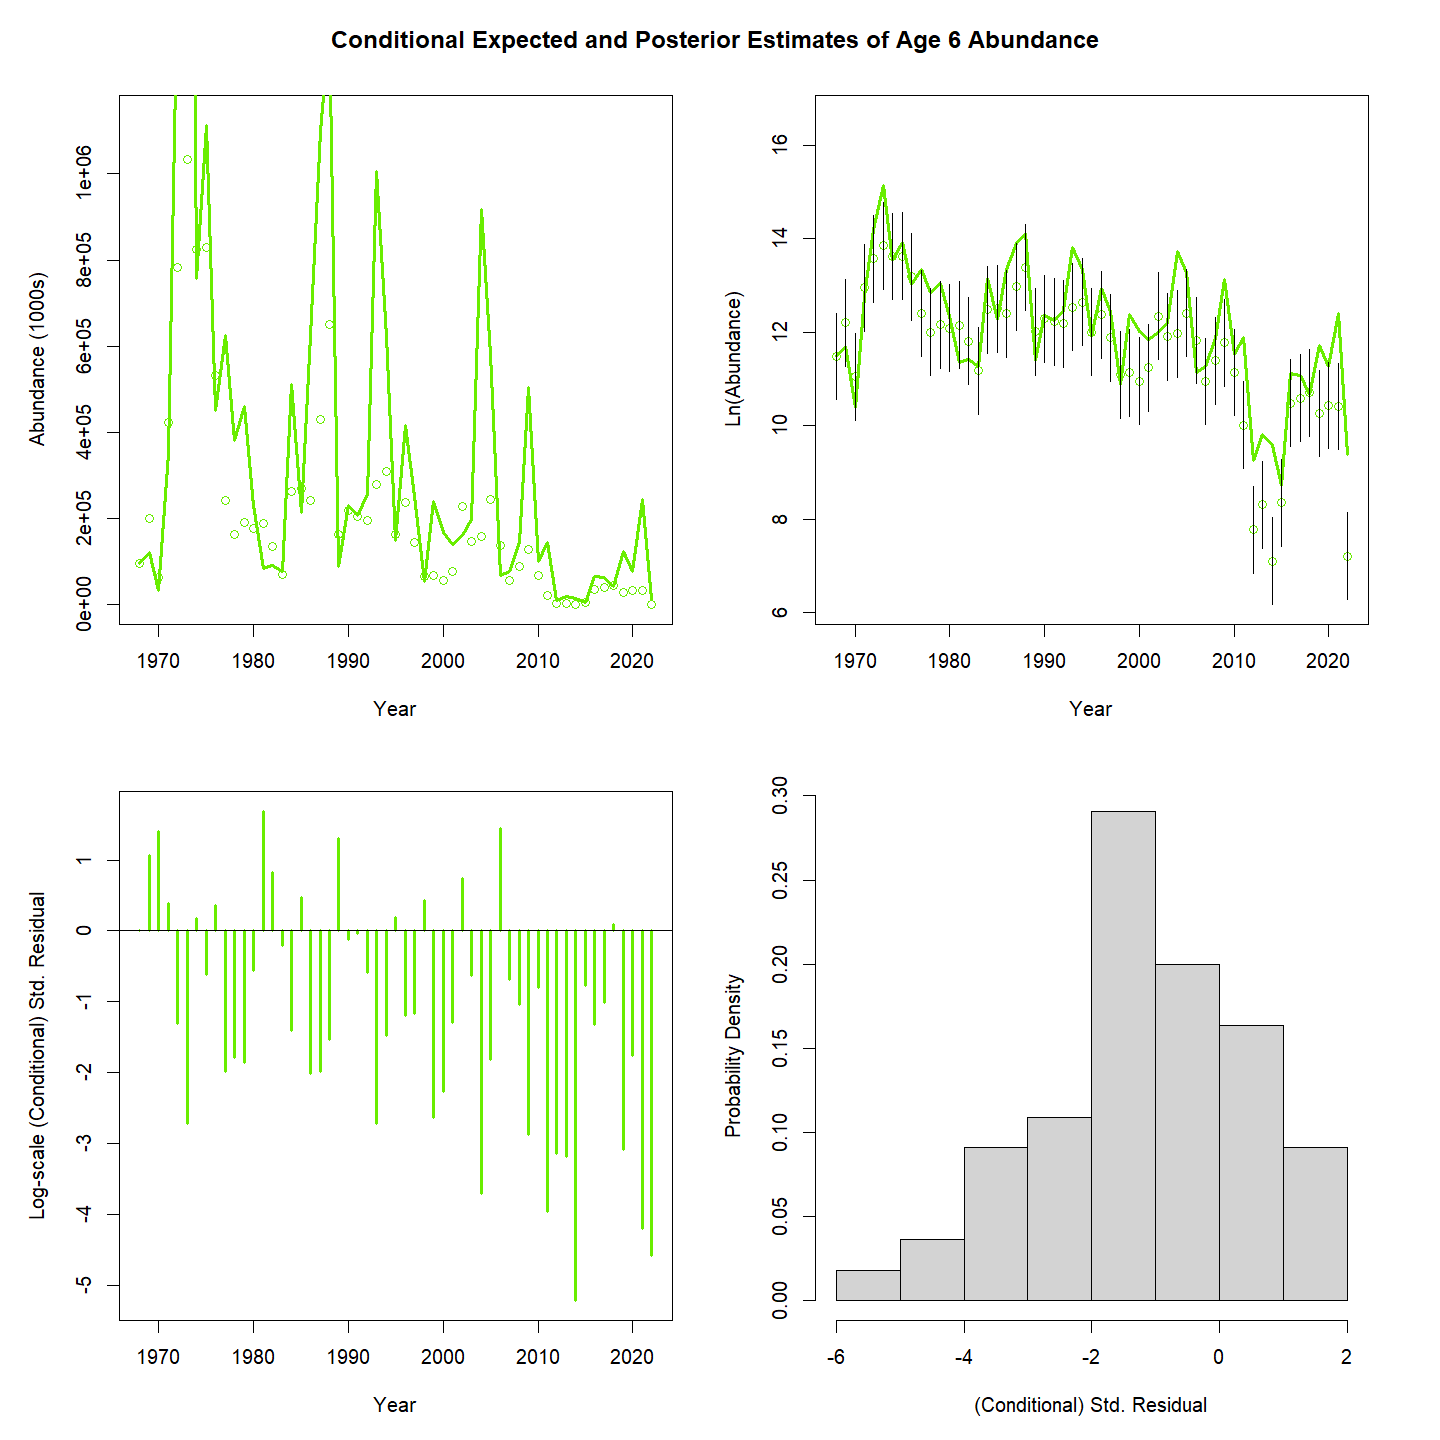 Conditional Expected and Posterior Estimates of Age 6 Abundance
Abundance (1000s)
0e+00 2e+05 4e+05 6e+05 8e+05 1e+06
1970 1980 1990 2000 2010 2020
Year
Ln(Abundance)
6 8 10 12 14 16
1970 1980 1990 2000 2010 2020
Year
Log-scale (Conditional) Std. Residual
-5 -4 -3 -2 -1 0 1
1970 1980 1990 2000 2010 2020
Year
Probability Density
0.00 0.05 0.10 0.15 0.20 0.25 0.30
-6 -4 -2 0 2
(Conditional) Std. Residual